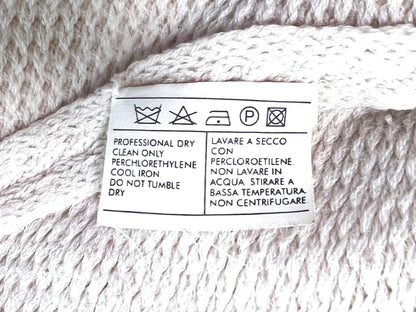 P
PROFESSIONAL DRY
CLEAN ONLY
PERCHLORETHYLENE
COOL IRON
DO NOT TUMBLE
DRY
LAVARE A SECCO
CON
PERCLOROETILENE.
NON LAVARE IN
ACQUA. STIRARE A
BASSA TEMPERATURA.
NON CENTRIFUGARE.